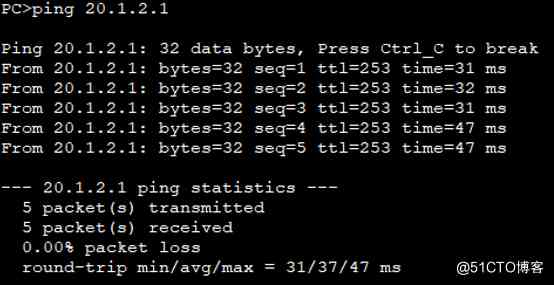 PC>ping 20.1.2.1
Ping 20.1.2.1: 32 data bytes, Press Ctrl_C to break
From 20.1.2.1: bytes=32 seq=1 ttl=253 time=31 ms
From 20.1.2.1: bytes=32 seq=2 ttl=253 time=32 ms
From 20.1.2.1: bytes=32 seq=3 ttl=253 time=31 ms
From 20.1.2.1: bytes=32 seq=4 ttl=253 time=47 ms
From 20.1.2.1: bytes=32 seq=5 ttl=253 time=47 ms
--- 20.1.2.1 ping statistics ---
5 packet(s) transmitted
5 packet(s) received
0.00% packet loss
round-trip min/avg/max = 31/37/47 ms
@51CTO博客